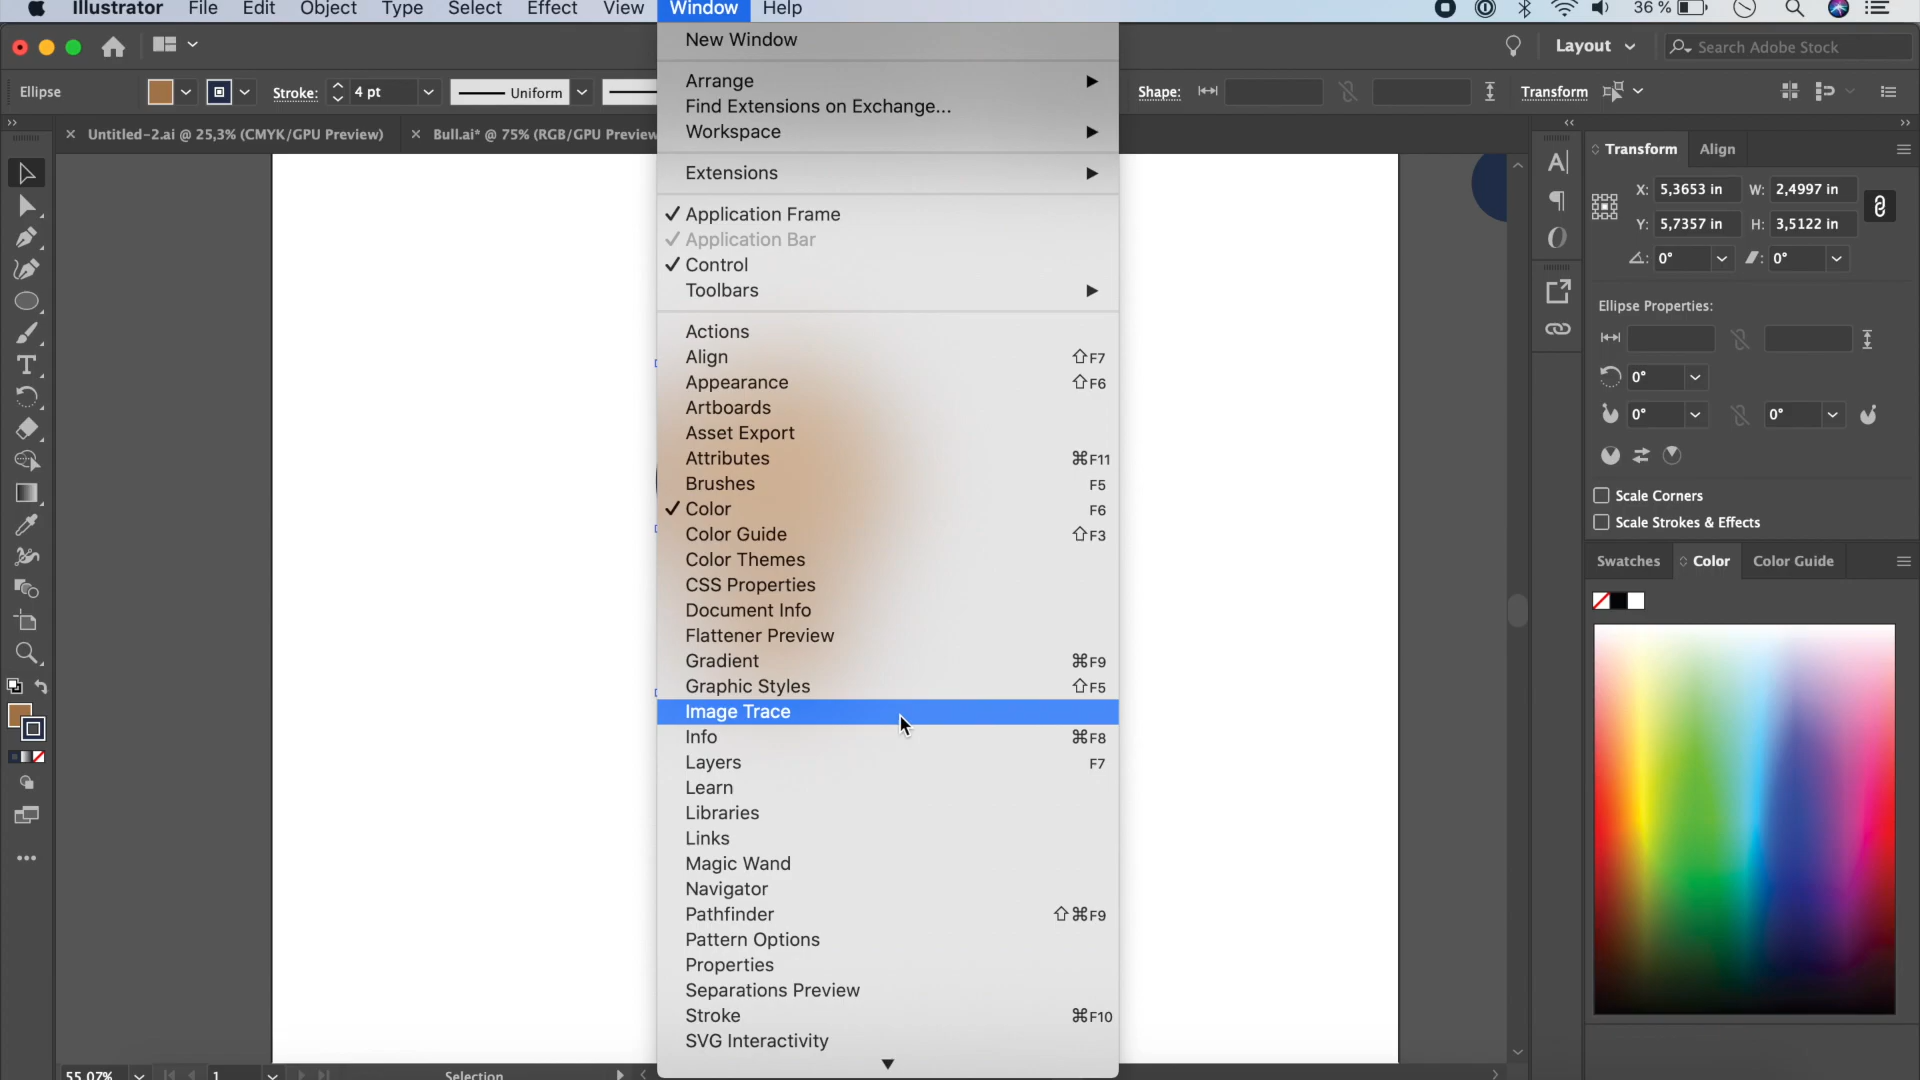 Illustrator File Edit Object Type Select Effect View Window Help 36 %
Layout Search Adobe Stock
Ellipse Stroke: 4 pt Uniform Shape: Transform
Untitled-2.ai @ 25,3% (CMYK/GPU Preview) Bull.ai* @ 75% (RGB/GPU Preview
New Window
Arrange
Find Extensions on Exchange...
Workspace
Extensions
Application Frame
Application Bar
Control
Toolbars
Actions
Align ⇧F7
Appearance ⇧F6
Artboards
Asset Export
Attributes ⌘F11
Brushes F5
Color F6
Color Guide ⇧F3
Color Themes
CSS Properties
Document Info
Flattener Preview
Gradient ⌘F9
Graphic Styles ⇧F5
Image Trace
Info ⌘F8
Layers F7
Learn
Libraries
Links
Magic Wand
Navigator
Pathfinder ⇧⌘F9
Pattern Options
Properties
Separations Preview
Stroke ⌘F10
SVG Interactivity
Transform Align
X: 5,3653 in W: 2,4997 in
Y: 5,7357 in H: 3,5122 in
0° 0°
Ellipse Properties:
0°
0° 0°
Scale Corners
Scale Strokes & Effects
Swatches Color Color Guide
55,07% 1 Selection